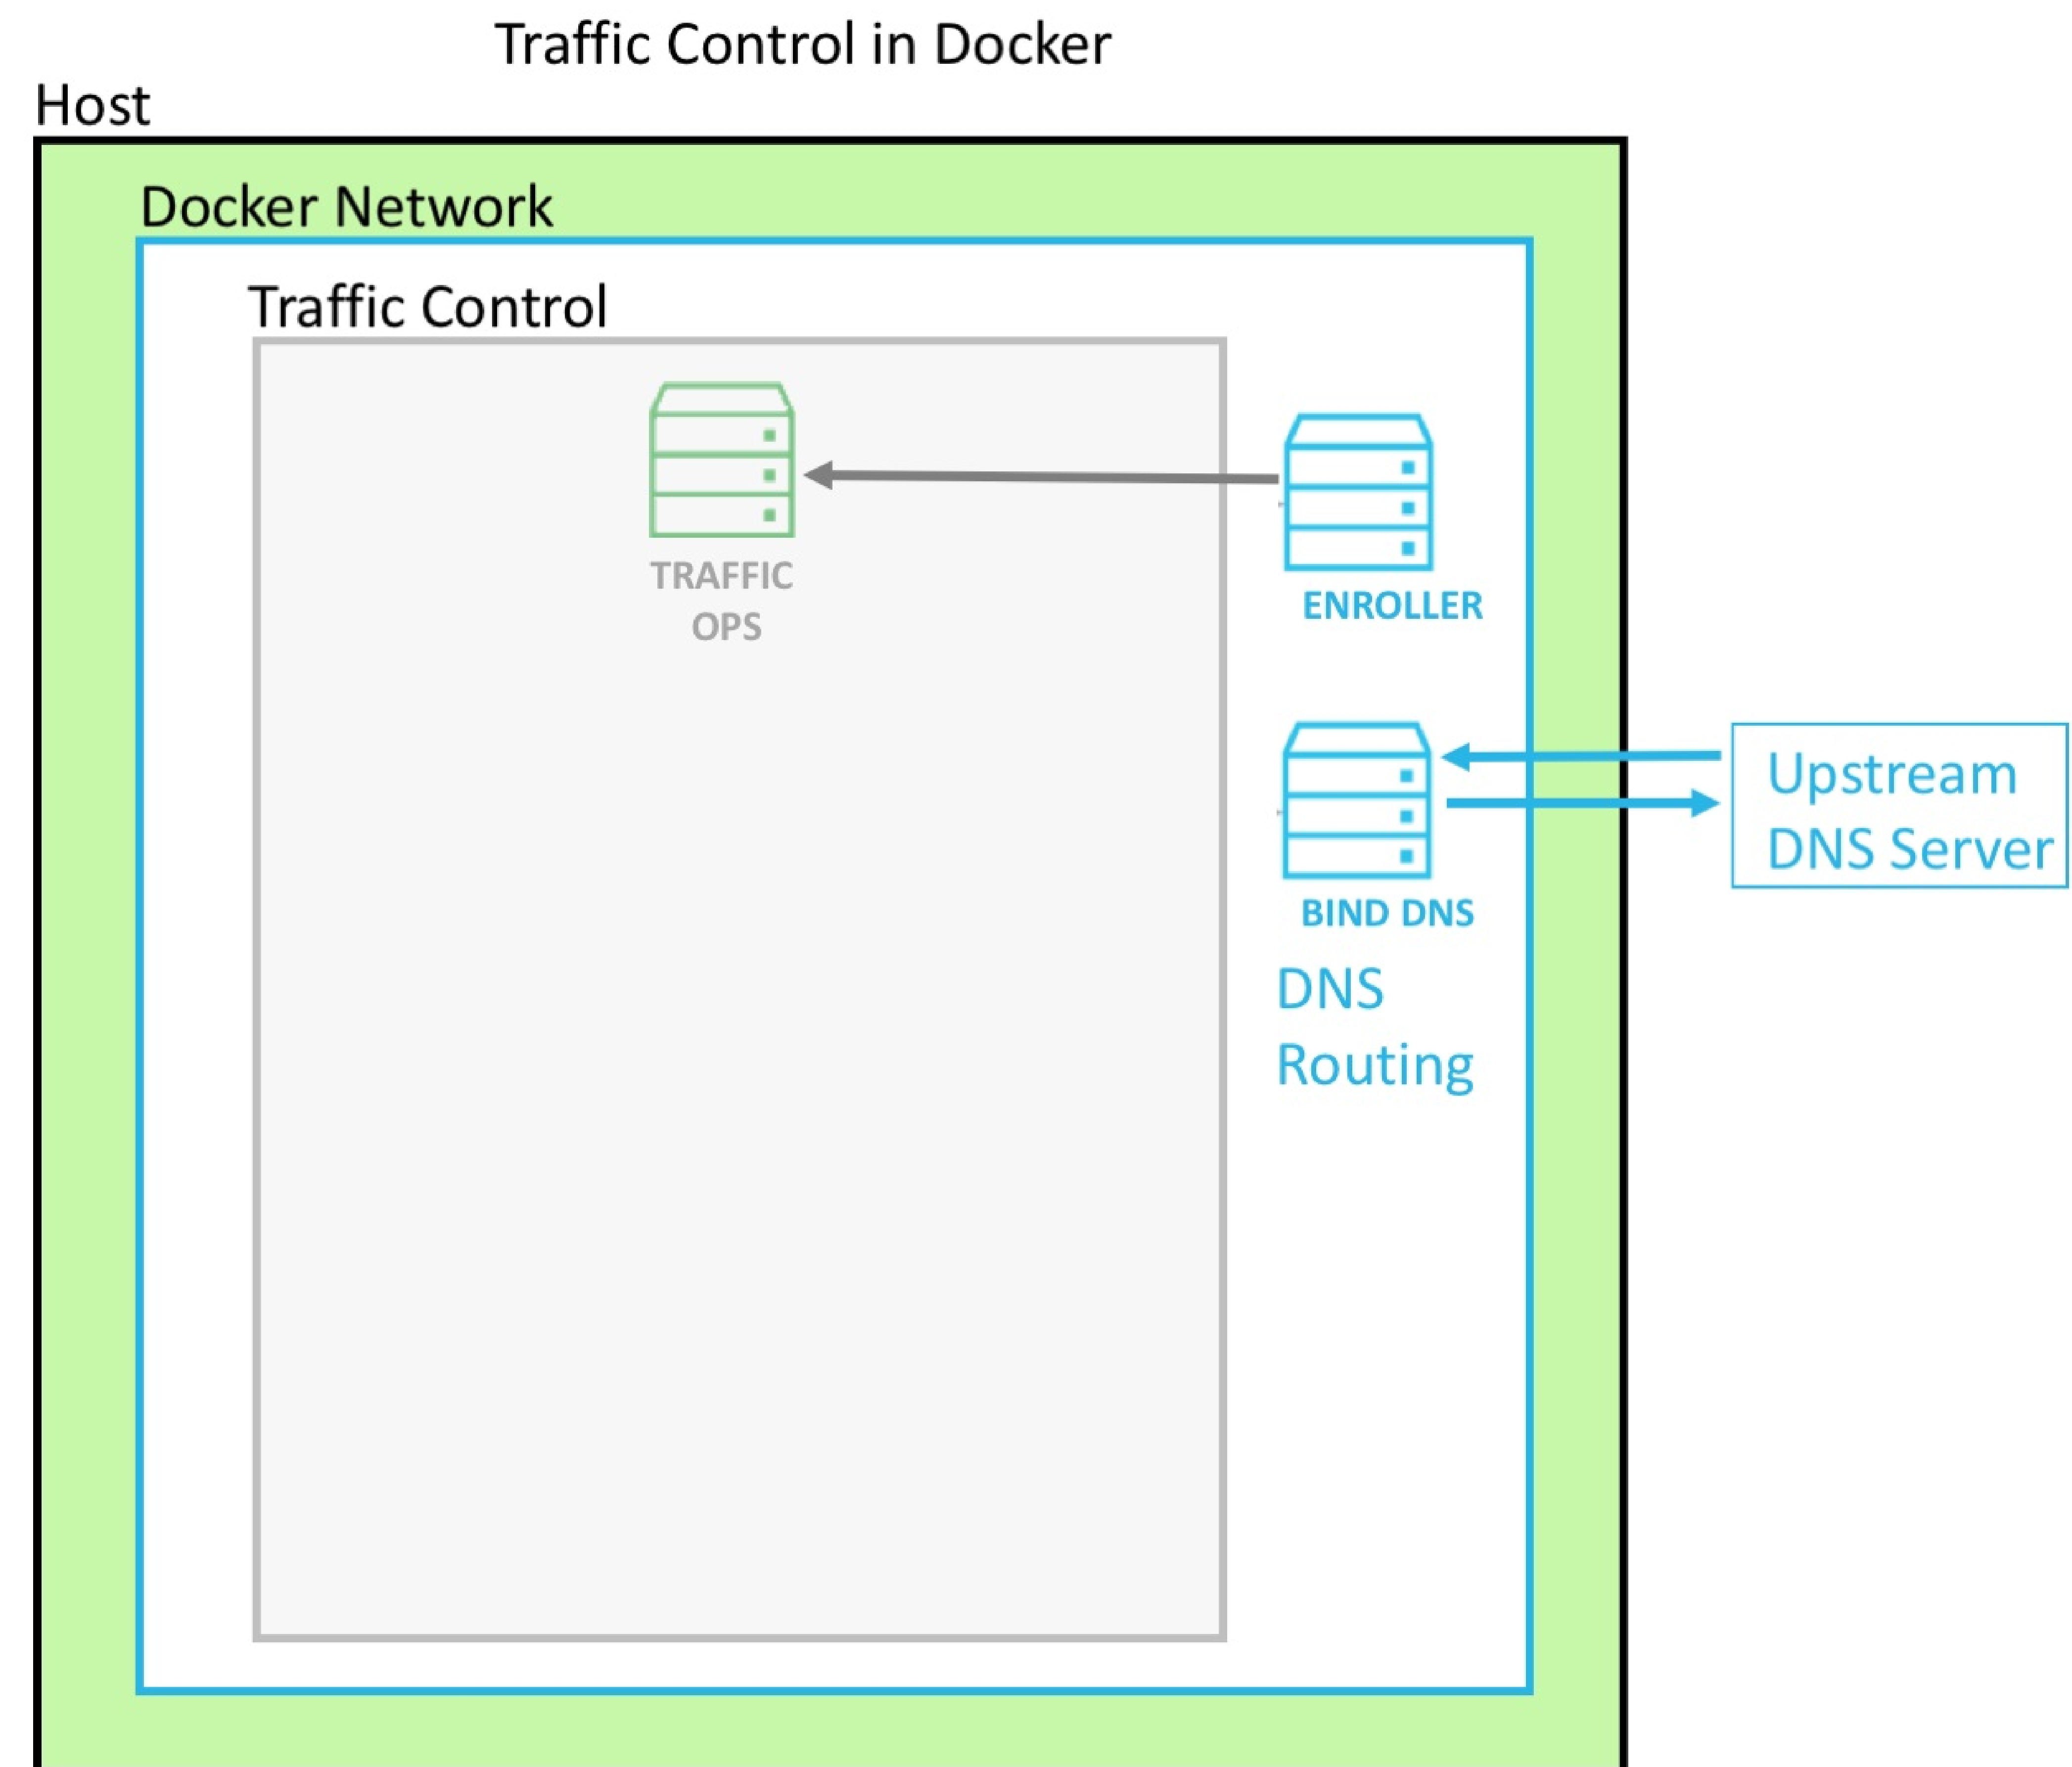 Traffic Control in Docker
Host
Docker Network
Traffic Control
TRAFFIC
OPS
ENROLLER
Upstream
DNS Server
BIND DNS
DNS
Routing